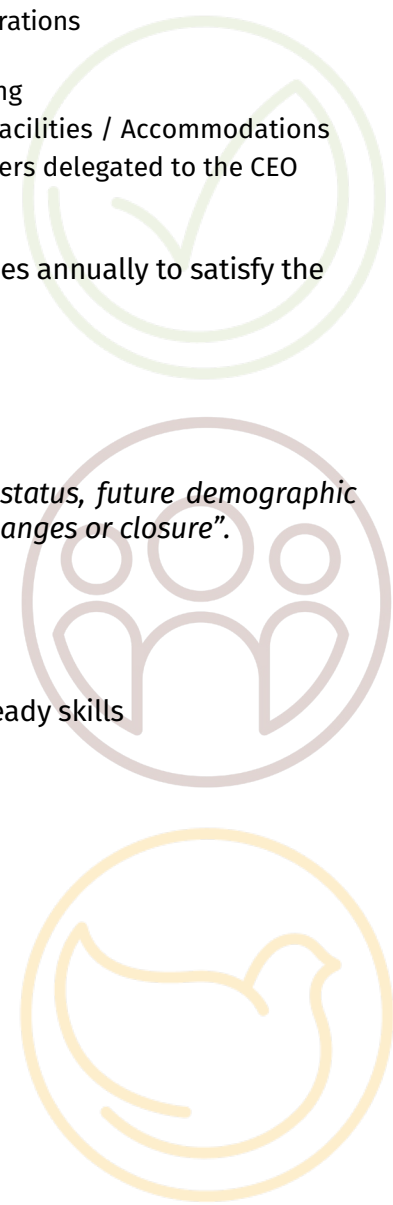 rations
ng
acilities / Accommodations
ers delegated to the CEO
es annually to satisfy the
status, future demographic
anges or closure”.
eady skills